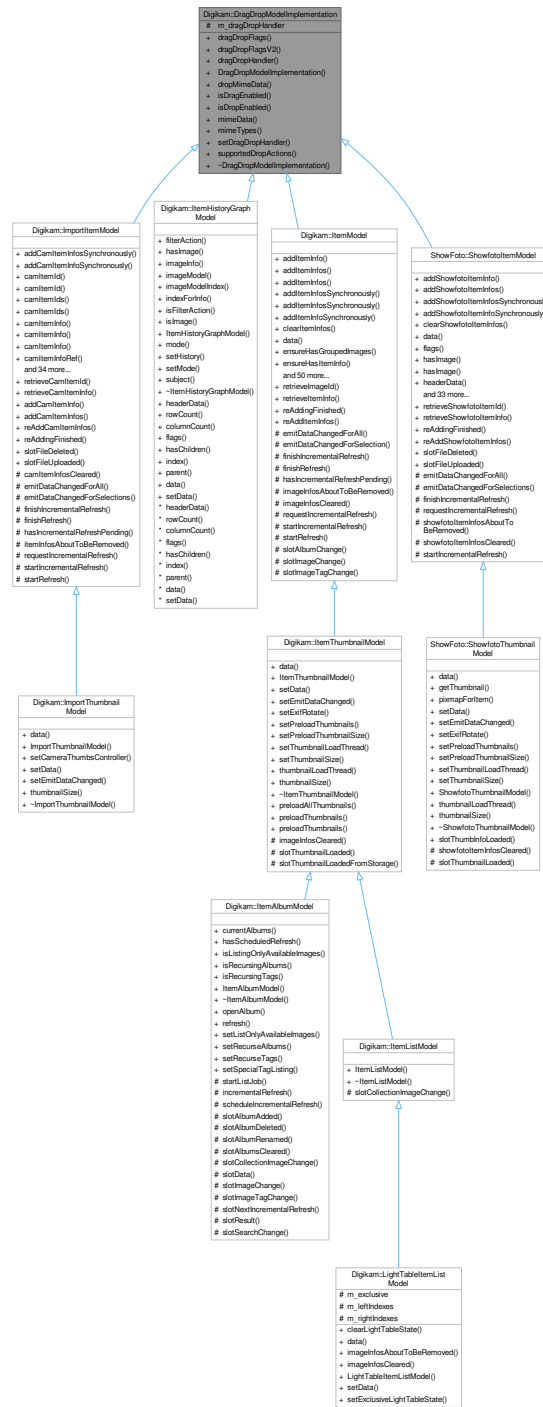 Digikam::DragDropModelImplementation
# m_dragDropHandler
+ dragDropFlags()
+ dragDropFlagsV2()
+ dragDropHandler()
+ DragDropModelImplementation()
+ dropMimeData()
+ isDragEnabled()
+ isDropEnabled()
+ mimeData()
+ mimeTypes()
+ setDragDropHandler()
+ supportedDropActions()
+ ~DragDropModelImplementation()
Digikam::ImportItemModel
+ addCamItemInfosSynchronously()
+ addCamItemInfoSynchronously()
+ camItemId()
+ camItemId()
+ camItemIds()
+ camItemIds()
+ camItemInfo()
+ camItemInfo()
+ camItemInfo()
+ camItemInfoRef()
and 34 more...
+ retrieveCamItemId()
+ retrieveCamItemInfo()
+ addCamItemInfo()
+ addCamItemInfos()
+ reAddCamItemInfos()
+ reAddingFinished()
+ slotFileDeleted()
+ slotFileUploaded()
# camItemInfosCleared()
# emitDataChangedForAll()
# emitDataChangedForSelections()
# finishIncrementalRefresh()
# finishRefresh()
# hasIncrementalRefreshPending()
# itemInfosAboutToBeRemoved()
# requestIncrementalRefresh()
# startIncrementalRefresh()
# startRefresh()
Digikam::ItemHistoryGraph
Model
+ filterAction()
+ hasImage()
+ imageInfo()
+ imageModel()
+ imageModelIndex()
+ indexForInfo()
+ isFilterAction()
+ isImage()
+ ItemHistoryGraphModel()
+ mode()
+ setHistory()
+ setMode()
+ subject()
+ ~ItemHistoryGraphModel()
+ headerData()
+ rowCount()
+ columnCount()
+ flags()
+ hasChildren()
+ index()
+ parent()
+ data()
+ setData()
* headerData()
* rowCount()
* columnCount()
* flags()
* hasChildren()
* index()
* parent()
* data()
* setData()
Digikam::ItemModel
+ addItemInfo()
+ addItemInfos()
+ addItemInfos()
+ addItemInfosSynchronously()
+ addItemInfoSynchronously()
+ addItemInfoSynchronously()
+ clearItemInfos()
+ data()
+ ensureHasGroupedImages()
+ ensureHasItemInfo()
and 50 more...
+ retrieveImageId()
+ retrieveItemInfo()
+ reAddingFinished()
+ reAddItemInfos()
# emitDataChangedForAll()
# emitDataChangedForSelection()
# finishIncrementalRefresh()
# finishRefresh()
# hasIncrementalRefreshPending()
# imageInfosAboutToBeRemoved()
# imageInfosCleared()
# requestIncrementalRefresh()
# startIncrementalRefresh()
# startRefresh()
# slotAlbumChange()
# slotImageChange()
# slotImageTagChange()
ShowFoto::ShowfotoItemModel
+ addShowfotoItemInfo()
+ addShowfotoItemInfos()
+ addShowfotoItemInfosSynchronously()
+ addShowfotoItemInfoSynchronously()
+ clearShowfotoItemInfos()
+ data()
+ flags()
+ hasImage()
+ hasImage()
+ headerData()
and 33 more...
+ retrieveShowfotoItemId()
+ retrieveShowfotoItemInfo()
+ reAddingFinished()
+ reAddShowfotoItemInfos()
+ slotFileDeleted()
+ slotFileUploaded()
# emitDataChangedForAll()
# emitDataChangedForSelections()
# finishIncrementalRefresh()
# requestIncrementalRefresh()
# showfotoItemInfosAboutTo
BeRemoved()
# showfotoItemInfosCleared()
# startIncrementalRefresh()
Digikam::ImportThumbnail
Model
+ data()
+ ImportThumbnailModel()
+ setCameraThumbsController()
+ setData()
+ setEmitDataChanged()
+ thumbnailSize()
+ ~ImportThumbnailModel()
Digikam::ItemThumbnailModel
+ data()
+ ItemThumbnailModel()
+ setData()
+ setEmitDataChanged()
+ setExifRotate()
+ setPreloadThumbnails()
+ setPreloadThumbnailSize()
+ setThumbnailLoadThread()
+ setThumbnailSize()
+ thumbnailLoadThread()
+ thumbnailSize()
+ ~ItemThumbnailModel()
+ preloadAllThumbnails()
+ preloadThumbnails()
+ preloadThumbnails()
# imageInfosCleared()
# slotThumbnailLoaded()
# slotThumbnailLoadedFromStorage()
ShowFoto::ShowfotoThumbnail
Model
+ data()
+ getThumbnail()
+ pixmapForItem()
+ setData()
+ setEmitDataChanged()
+ setExifRotate()
+ setPreloadThumbnails()
+ setPreloadThumbnailSize()
+ setThumbnailLoadThread()
+ setThumbnailSize()
+ ShowfotoThumbnailModel()
+ thumbnailLoadThread()
+ thumbnailSize()
+ ~ShowfotoThumbnailModel()
+ slotThumbInfoLoaded()
# showfotoItemInfosCleared()
# slotThumbnailLoaded()
Digikam::ItemAlbumModel
+ currentAlbums()
+ hasScheduledRefresh()
+ isListingOnlyAvailableImages()
+ isRecursingAlbums()
+ isRecursingTags()
+ ItemAlbumModel()
+ ~ItemAlbumModel()
+ openAlbum()
+ refresh()
+ setListOnlyAvailableImages()
+ setRecurseAlbums()
+ setRecurseTags()
+ setSpecialTagListing()
# startListJob()
# incrementalRefresh()
# scheduleIncrementalRefresh()
# slotAlbumAdded()
# slotAlbumDeleted()
# slotAlbumRenamed()
# slotAlbumsCleared()
# slotCollectionImageChange()
# slotData()
# slotImageChange()
# slotImageTagChange()
# slotNextIncrementalRefresh()
# slotResult()
# slotSearchChange()
Digikam::ItemListModel
+ ItemListModel()
+ ~ItemListModel()
# slotCollectionImageChange()
Digikam::LightTableItemList
Model
# m_exclusive
# m_leftIndexes
# m_rightIndexes
+ clearLightTableState()
+ data()
+ imageInfosAboutToBeRemoved()
+ imageInfosCleared()
+ LightTableItemListModel()
+ setData()
+ setExclusiveLightTableState()